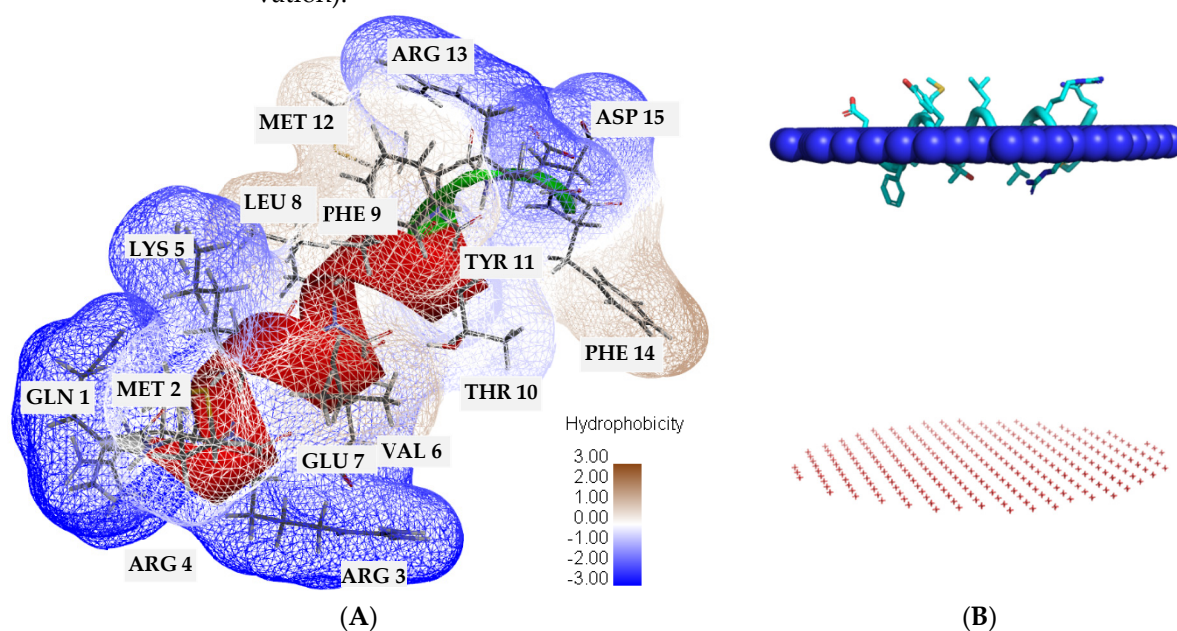 vation).
ARG 13
MET 12
ASP 15
LEU 8
PHE 9
LYS 5
TYR 11
GLN 1
MET 2
PHE 14
THR 10
GLU 7
VAL 6
ARG 4
ARG 3
Hydrophobicity
3.00
2.00
1.00
0.00
-1.00
-2.00
-3.00
(A)
(B)